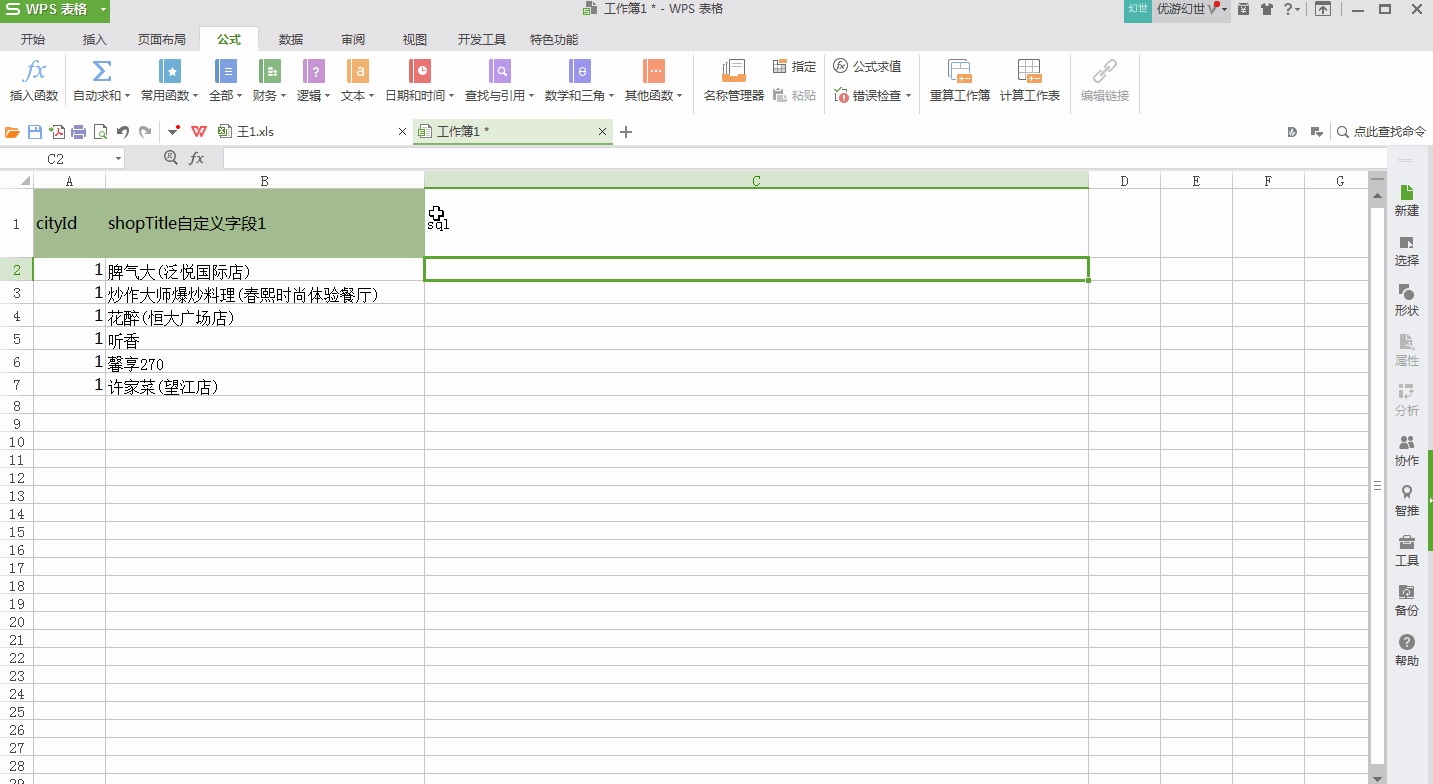 S WPS 表格 工作簿1 * - WPS 表格 幻世 优游幻世
开始 插入 页面布局 公式 数据 审阅 视图 开发工具 特色功能
fx Σ ? a θ ... 指定 fx 公式求值
插入函数 自动求和 常用函数 全部 财务 逻辑 文本 日期和时间 查找与引用 数学和三角 其他函数 名称管理器 粘贴 错误检查 重算工作簿 计算工作表 编辑链接
王1.xls × 工作簿1 * × + 点此查找命令
C2 fx
A B C D E F G
1 cityId shopTitle自定义字段1 sql
2 1 脾气大(泛悦国际店)
3 1 炒作大师爆炒料理(春熙时尚体验餐厅)
4 1 花醉(恒大广场店)
5 1 听香
6 1 馨享270
7 1 许家菜(望江店)
8
9
10
11
12
13
14
15
16
17
18
19
20
21
22
23
24
25
26
27
28
29
新建
选择
形状
属性
分析
协作
智推
工具
备份
帮助